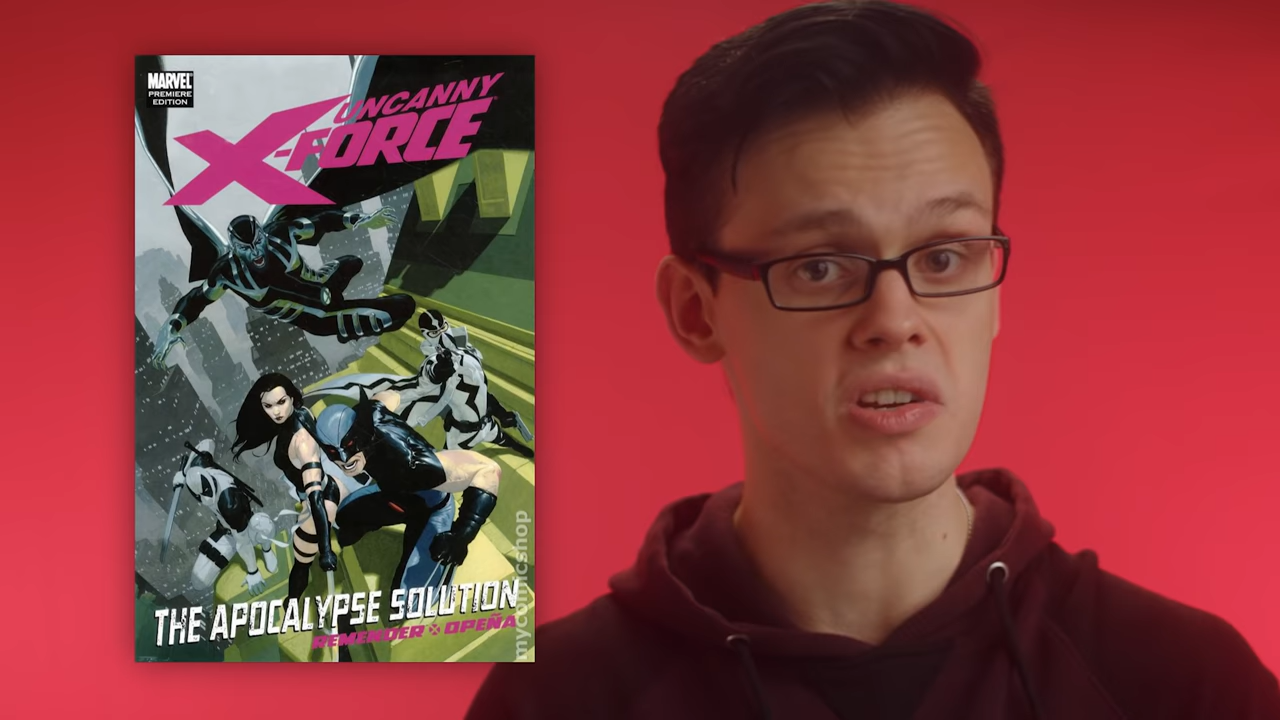 MARVEL
PREMIERE
EDITION
UNCANNY
X-FORCE
THE APOCALYPSE SOLUTION
REMENDER X OPEÑA
mycomicshop